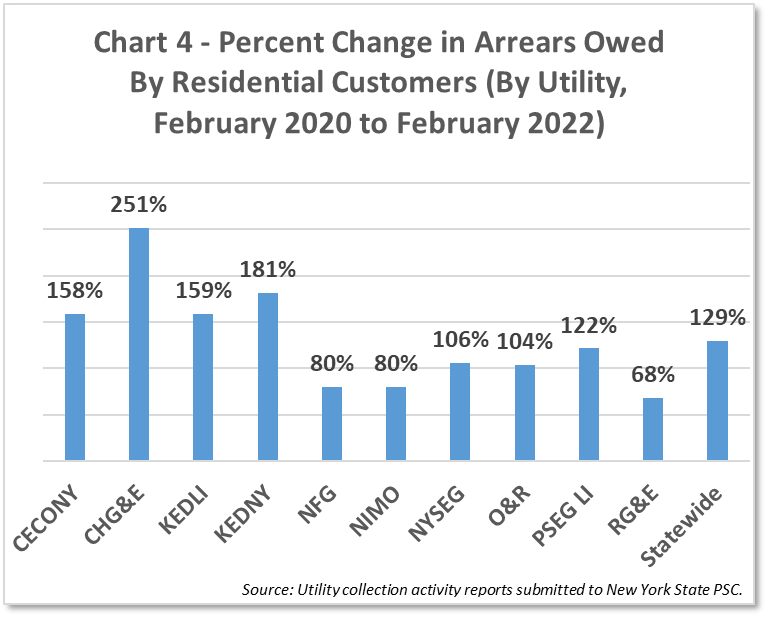 Chart 4 - Percent Change in Arrears Owed
By Residential Customers (By Utility,
February 2020 to February 2022)
251%
158%
159%
181%
80%
80%
106%
104%
122%
68%
129%
CECONY
CHG&E
KEDLI
KEDNY
NFG
NIMO
NYSEG
O&R
PSEG LI
RG&E
Statewide
Source: Utility collection activity reports submitted to New York State PSC.